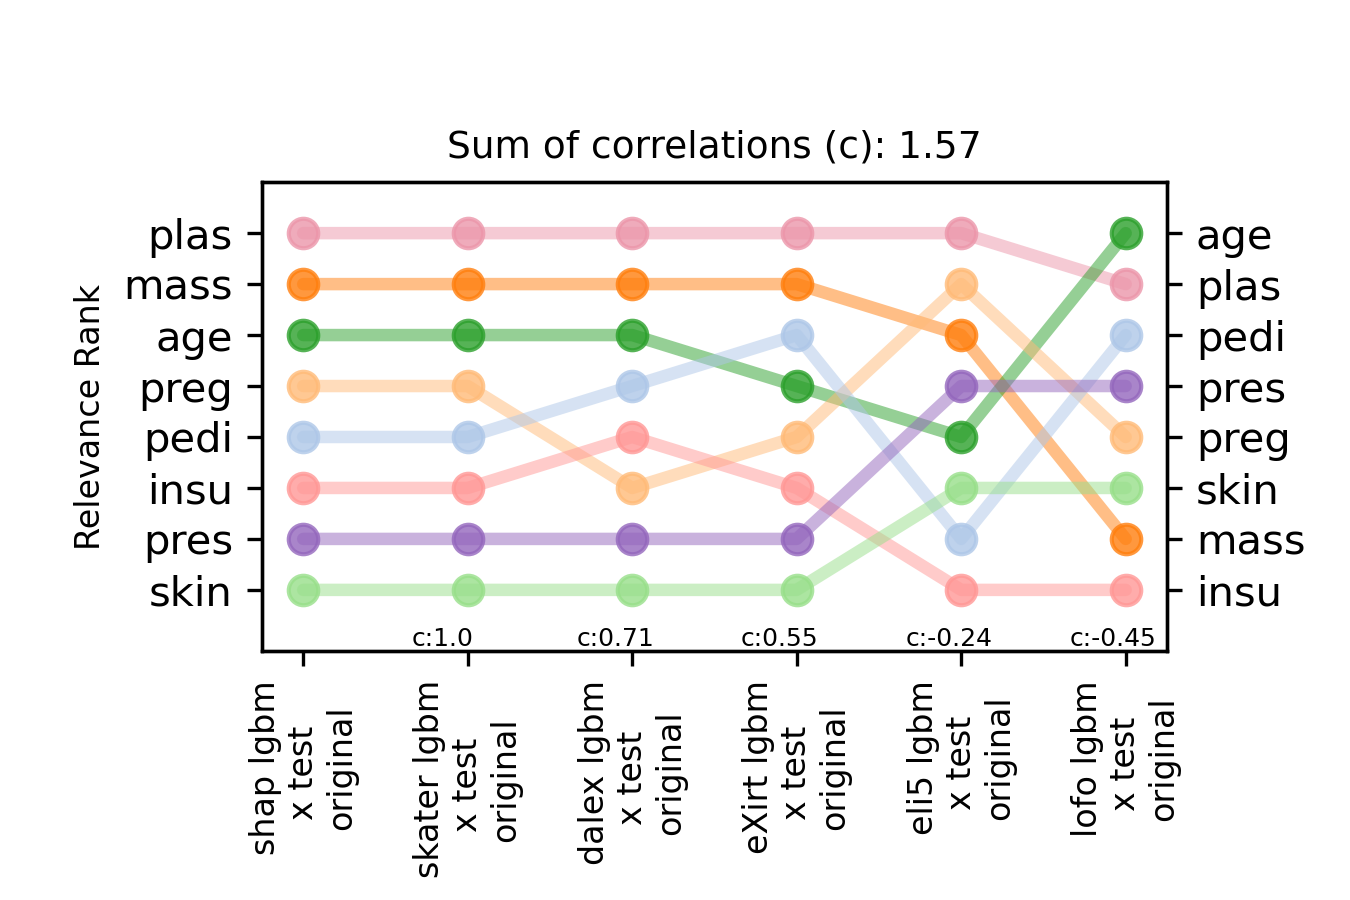 Sum of correlations (c): 1.57
Relevance Rank
plas
mass
age
preg
pedi
insu
pres
skin
age
plas
pedi
pres
preg
skin
mass
insu
c:1.0
c:0.71
c:0.55
c:-0.24
c:-0.45
shap lgbm
x test
original
skater lgbm
x test
original
dalex lgbm
x test
original
eXirt lgbm
x test
original
eli5 lgbm
x test
original
lofo lgbm
x test
original